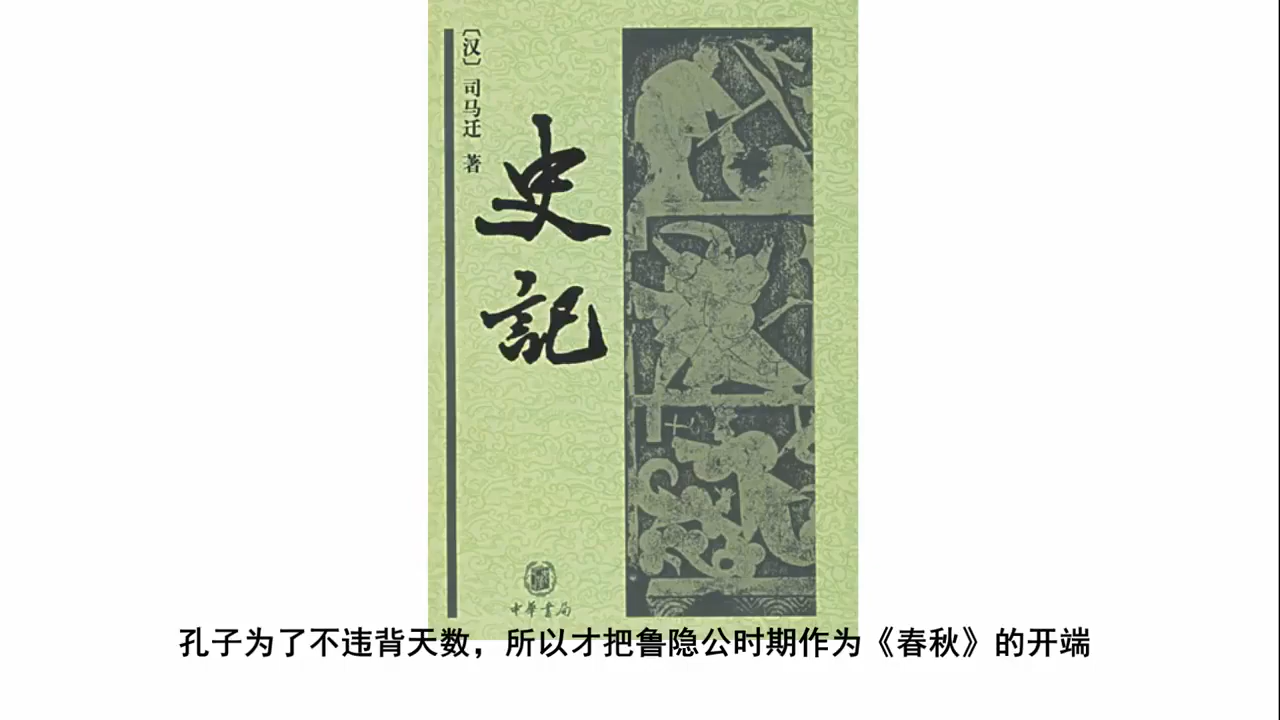 〔汉〕司马迁 著
史記
中華書局
孔子为了不违背天数，所以才把鲁隐公时期作为《春秋》的开端